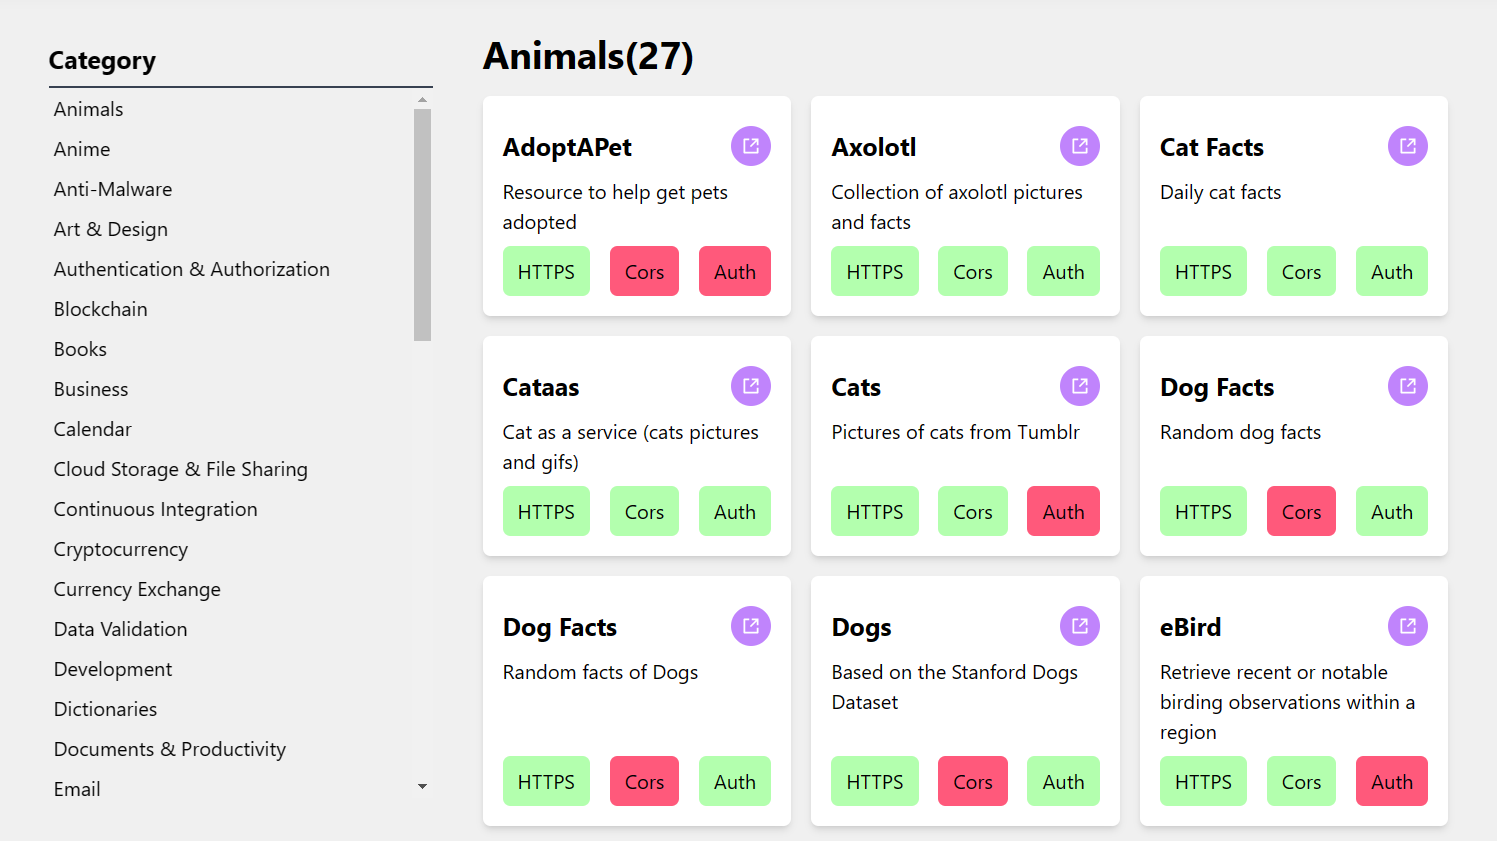 Category
Animals
Anime
Anti-Malware
Art & Design
Authentication & Authorization
Blockchain
Books
Business
Calendar
Cloud Storage & File Sharing
Continuous Integration
Cryptocurrency
Currency Exchange
Data Validation
Development
Dictionaries
Documents & Productivity
Email
Animals(27)
AdoptAPet
Resource to help get pets
adopted
HTTPS Cors Auth
Axolotl
Collection of axolotl pictures
and facts
HTTPS Cors Auth
Cat Facts
Daily cat facts
HTTPS Cors Auth
Cataas
Cat as a service (cats pictures
and gifs)
HTTPS Cors Auth
Cats
Pictures of cats from Tumblr
HTTPS Cors Auth
Dog Facts
Random dog facts
HTTPS Cors Auth
Dog Facts
Random facts of Dogs
HTTPS Cors Auth
Dogs
Based on the Stanford Dogs
Dataset
HTTPS Cors Auth
eBird
Retrieve recent or notable
birding observations within a
region
HTTPS Cors Auth